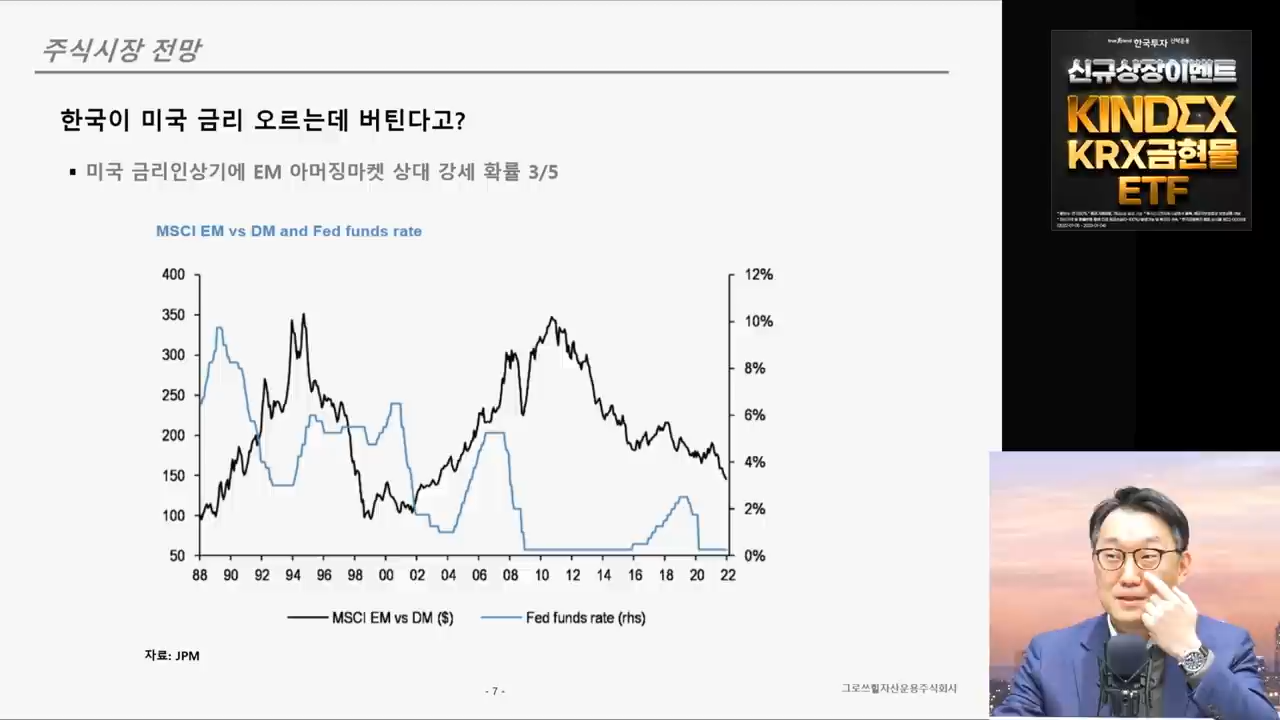 주식시장 전망
한국이 미국 금리 오르는데 버틴다고?
▪ 미국 금리인상기에 EM 아머징마켓 상대 강세 확률 3/5
MSCI EM vs DM and Fed funds rate
400
350
300
250
200
150
100
50
12%
10%
8%
6%
4%
2%
0%
88 90 92 94 96 98 00 02 04 06 08 10 12 14 16 18 20 22
MSCI EM vs DM ($) Fed funds rate (rhs)
자료: JPM
- 7 -
그로쓰힐자산운용주식회사
한국투자 신탁운용
신규상장이벤트
KINDEX
KRX금현물
ETF